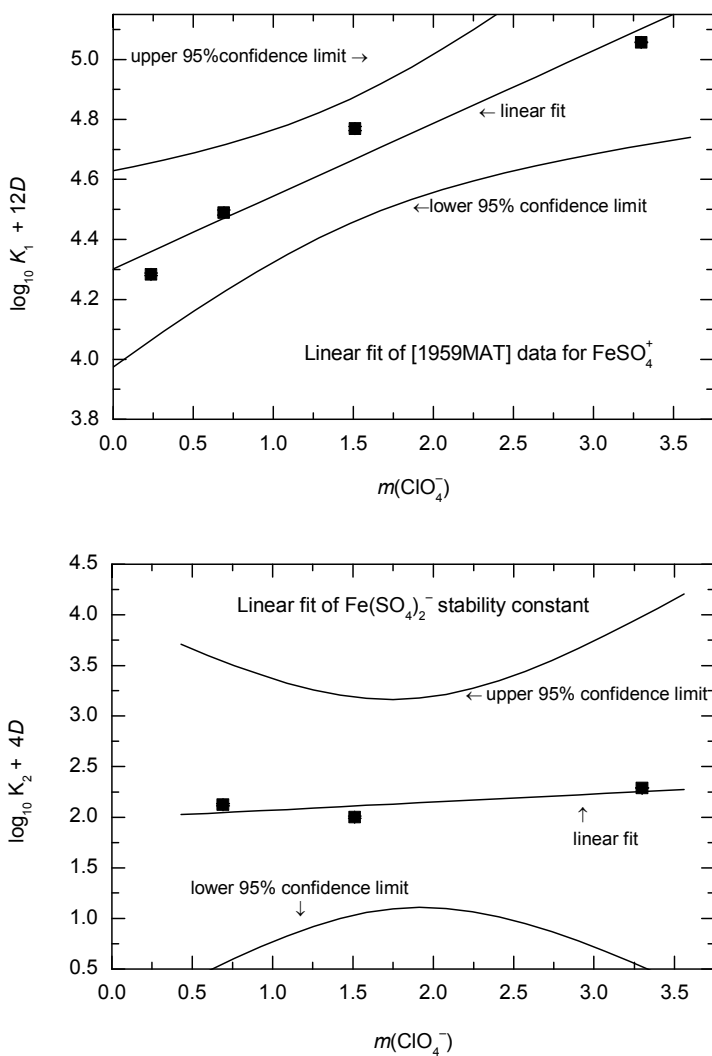 5.0
upper 95%confidence limit →
4.8
← linear fit
4.6
←lower 95% confidence limit
4.4
4.2
4.0
Linear fit of [1959MAT] data for FeSO₄⁺
3.8
0.0 0.5 1.0 1.5 2.0 2.5 3.0 3.5
log₁₀ K₁ + 12D
m(ClO₄⁻)
4.5
Linear fit of Fe(SO₄)₂⁻ stability constant
4.0
3.5
3.0
← upper 95% confidence limit
2.5
2.0
↑
linear fit
1.5
lower 95% confidence limit
↓
1.0
0.5
0.0 0.5 1.0 1.5 2.0 2.5 3.0 3.5
log₁₀ K₂ + 4D
m(ClO₄⁻)